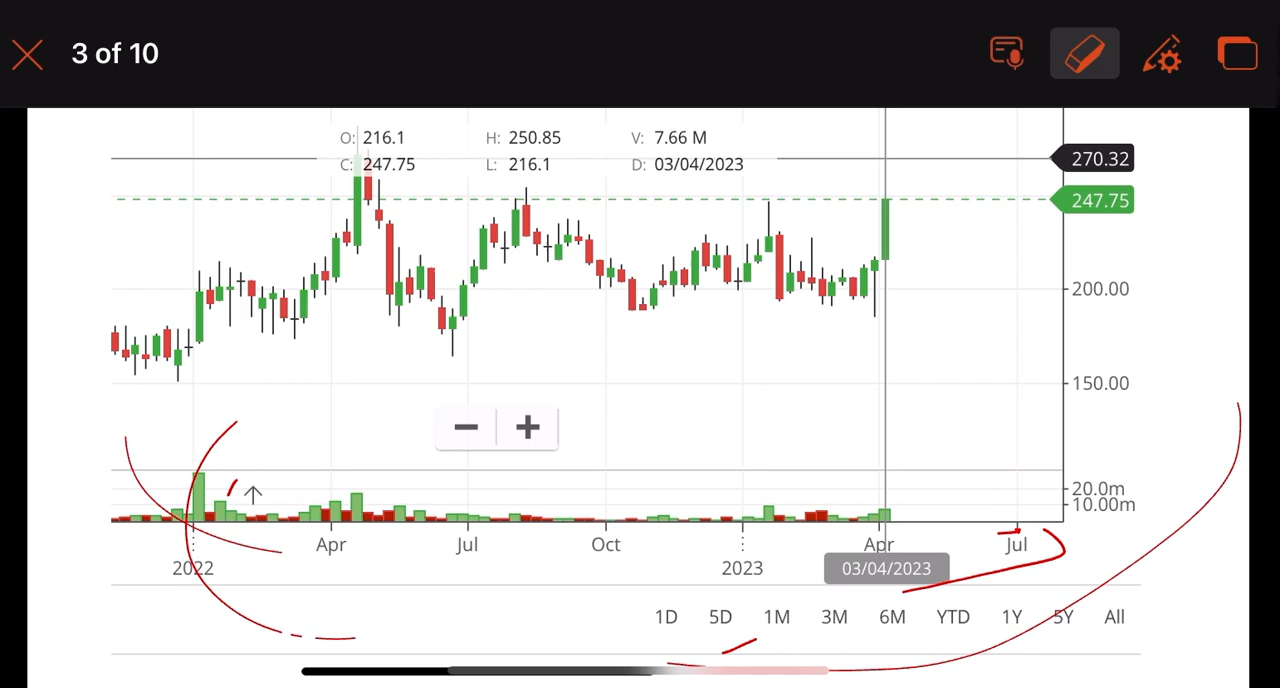 3 of 10
O: 216.1 H: 250.85 V: 7.66 M
C: 247.75 L: 216.1 D: 03/04/2023
270.32
247.75
200.00
150.00
20.0m
10.00m
Apr Jul Oct Apr Jul
2022 2023 03/04/2023
1D 5D 1M 3M 6M YTD 1Y 5Y All